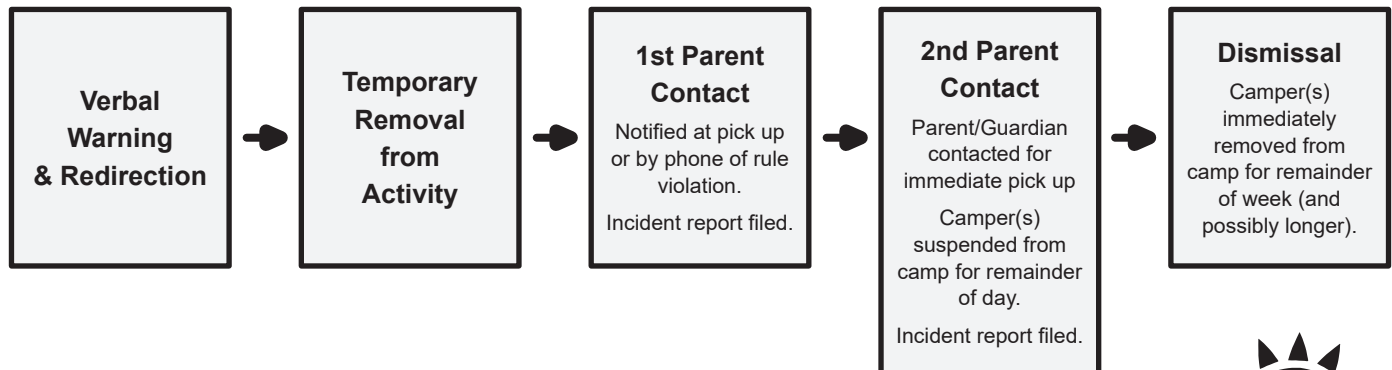 Verbal
Warning
& Redirection
Temporary
Removal
from
Activity
1st Parent
Contact
Notified at pick up
or by phone of rule
violation.
Incident report filed.
2nd Parent
Contact
Parent/Guardian
contacted for
immediate pick up
Camper(s)
suspended from
camp for remainder
of day.
Incident report filed.
Dismissal
Camper(s)
immediately
removed from
camp for remainder
of week (and
possibly longer).